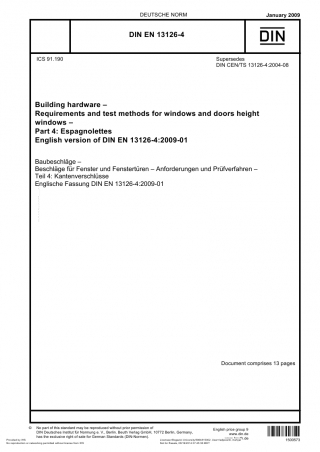 DEUTSCHE NORM
January 2009
DIN EN 13126-4
DIN
ICS 91.190
Supersedes
DIN CEN/TS 13126-4:2004-08
Building hardware –
Requirements and test methods for windows and doors height
windows –
Part 4: Espagnolettes
English version of DIN EN 13126-4:2009-01
Baubeschläge –
Beschläge für Fenster und Fenstertüren – Anforderungen und Prüfverfahren –
Teil 4: Kantenverschlüsse
Englische Fassung DIN EN 13126-4:2009-01
Document comprises 13 pages
No part of this standard may be reproduced without prior permission of
DIN Deutsches Institut für Normung e. V., Berlin. Beuth Verlag GmbH, 10772 Berlin, Germany,
has the exclusive right of sale for German Standards (DIN-Normen).
English price group 9
www.din.de